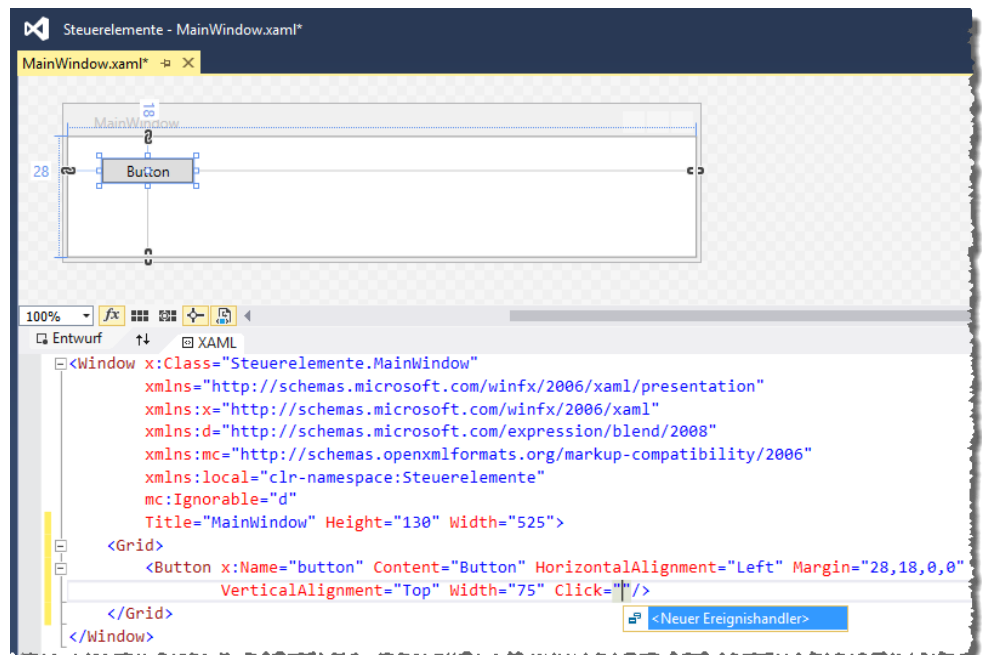 Steuerelemente - MainWindow.xaml*
MainWindow.xaml*
18
MainWindow
28
Button
100%
fx
Entwurf
XAML
<Window x:Class="Steuerelemente.MainWindow"
xmlns="http://schemas.microsoft.com/winfx/2006/xaml/presentation"
xmlns:x="http://schemas.microsoft.com/winfx/2006/xaml"
xmlns:d="http://schemas.microsoft.com/expression/blend/2008"
xmlns:mc="http://schemas.openxmlformats.org/markup-compatibility/2006"
xmlns:local="clr-namespace:Steuerelemente"
mc:Ignorable="d"
Title="MainWindow" Height="130" Width="525">
<Grid>
<Button x:Name="button" Content="Button" HorizontalAlignment="Left" Margin="28,18,0,0"
VerticalAlignment="Top" Width="75" Click=""/>
<Neuer Ereignishandler>
</Grid>
</Window>